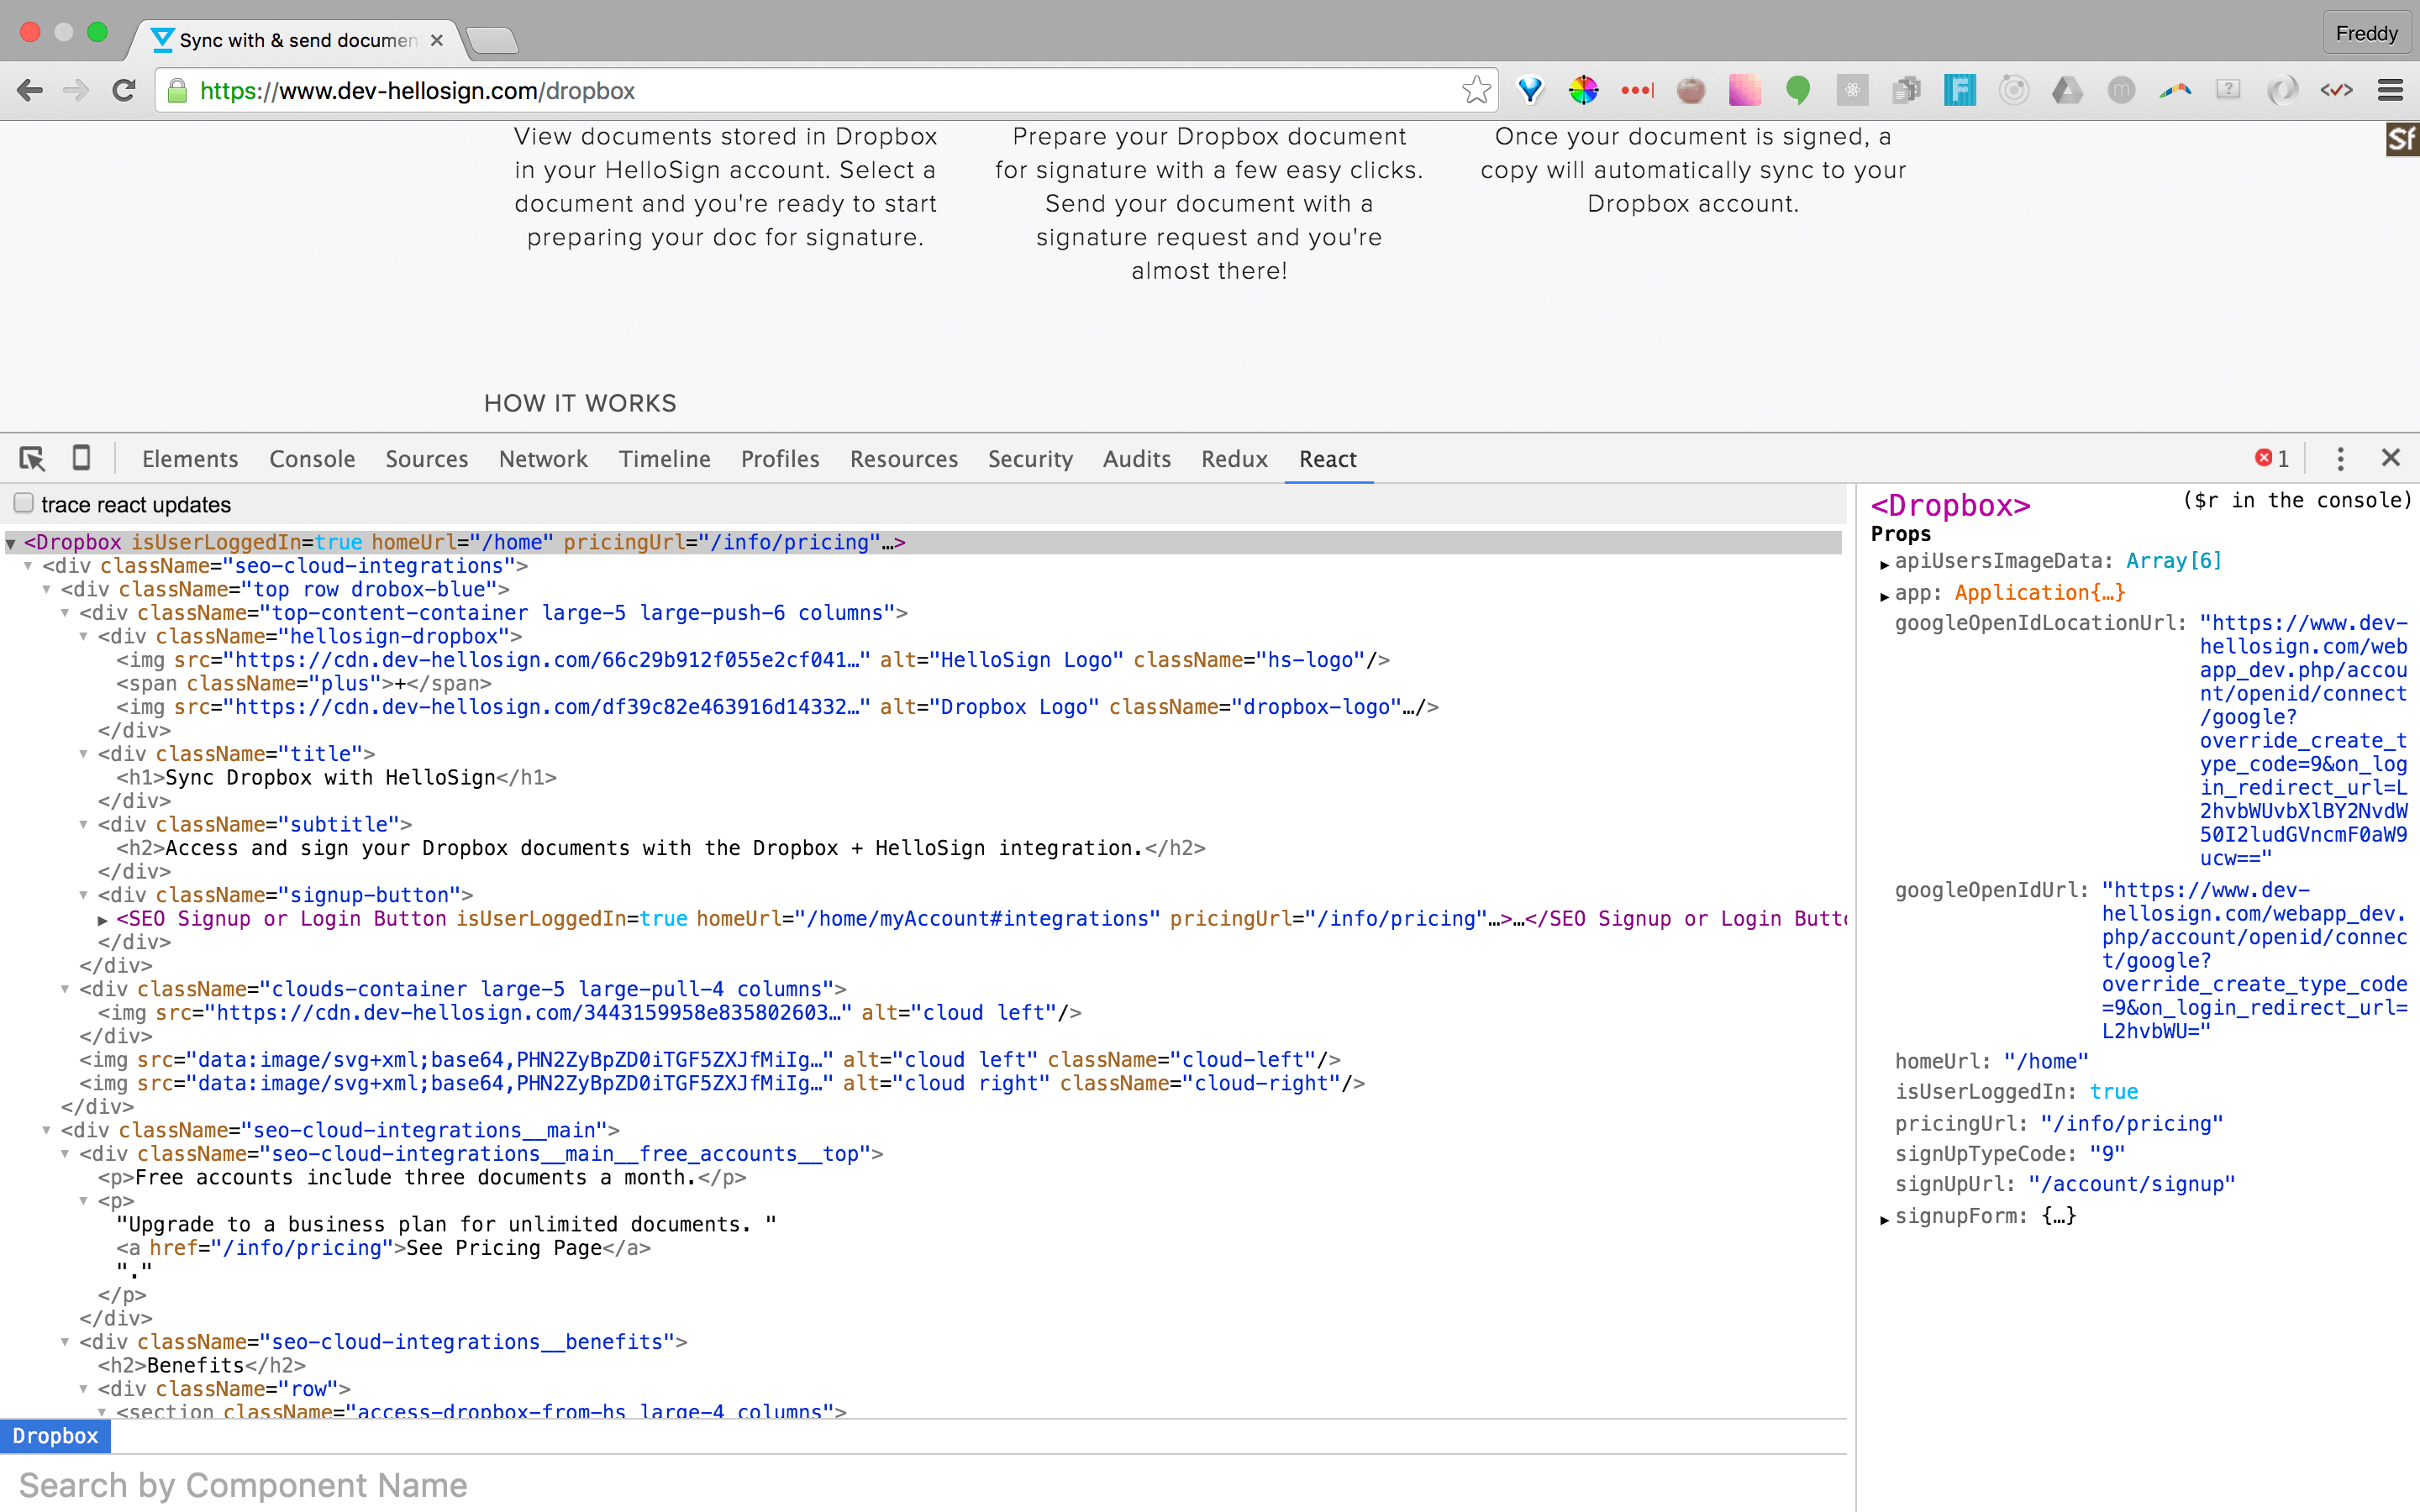 Sync with & send documen
Freddy
https://www.dev-hellosign.com/dropbox
View documents stored in Dropbox
in your HelloSign account. Select a
document and you're ready to start
preparing your doc for signature.
Prepare your Dropbox document
for signature with a few easy clicks.
Send your document with a
signature request and you're
almost there!
Once your document is signed, a
copy will automatically sync to your
Dropbox account.
Sf
HOW IT WORKS
Elements Console Sources Network Timeline Profiles Resources Security Audits Redux React 1
trace react updates
<Dropbox isUserLoggedIn=true homeUrl="/home" pricingUrl="/info/pricing"…>
<div className="seo-cloud-integrations">
<div className="top row drobox-blue">
<div className="top-content-container large-5 large-push-6 columns">
<div className="hellosign-dropbox">
<img src="https://cdn.dev-hellosign.com/66c29b912f055e2cf041…" alt="HelloSign Logo" className="hs-logo"/>
<span className="plus">+</span>
<img src="https://cdn.dev-hellosign.com/df39c82e463916d14332…" alt="Dropbox Logo" className="dropbox-logo"…/>
</div>
<div className="title">
<h1>Sync Dropbox with HelloSign</h1>
</div>
<div className="subtitle">
<h2>Access and sign your Dropbox documents with the Dropbox + HelloSign integration.</h2>
</div>
<div className="signup-button">
<SEO Signup or Login Button isUserLoggedIn=true homeUrl="/home/myAccount#integrations" pricingUrl="/info/pricing"…>…</SEO Signup or Login Butt
</div>
</div>
<div className="clouds-container large-5 large-pull-4 columns">
<img src="https://cdn.dev-hellosign.com/3443159958e835802603…" alt="cloud left"/>
</div>
<img src="data:image/svg+xml;base64,PHN2ZyBpZD0iTGF5ZXJfMiIg…" alt="cloud left" className="cloud-left"/>
<img src="data:image/svg+xml;base64,PHN2ZyBpZD0iTGF5ZXJfMiIg…" alt="cloud right" className="cloud-right"/>
</div>
<div className="seo-cloud-integrations__main">
<div className="seo-cloud-integrations__main__free_accounts__top">
<p>Free accounts include three documents a month.</p>
<p>
"Upgrade to a business plan for unlimited documents. "
<a href="/info/pricing">See Pricing Page</a>
"."
</p>
</div>
<div className="seo-cloud-integrations__benefits">
<h2>Benefits</h2>
<div className="row">
<section className="access-dropbox-from-hs large-4 columns">
Dropbox
Search by Component Name
<Dropbox> ($r in the console)
Props
apiUsersImageData: Array[6]
app: Application{…}
googleOpenIdLocationUrl: "https://www.dev-
hellosign.com/web
app_dev.php/accou
nt/openid/connect
/google?
override_create_t
ype_code=9&on_log
in_redirect_url=L
2hvbWUvbXlBY2NvdW
50I2ludGVncmF0aW9
ucw=="
googleOpenIdUrl: "https://www.dev-
hellosign.com/webapp_dev.
php/account/openid/connec
t/google?
override_create_type_code
=9&on_login_redirect_url=
L2hvbWU="
homeUrl: "/home"
isUserLoggedIn: true
pricingUrl: "/info/pricing"
signUpTypeCode: "9"
signUpUrl: "/account/signup"
signupForm: {…}